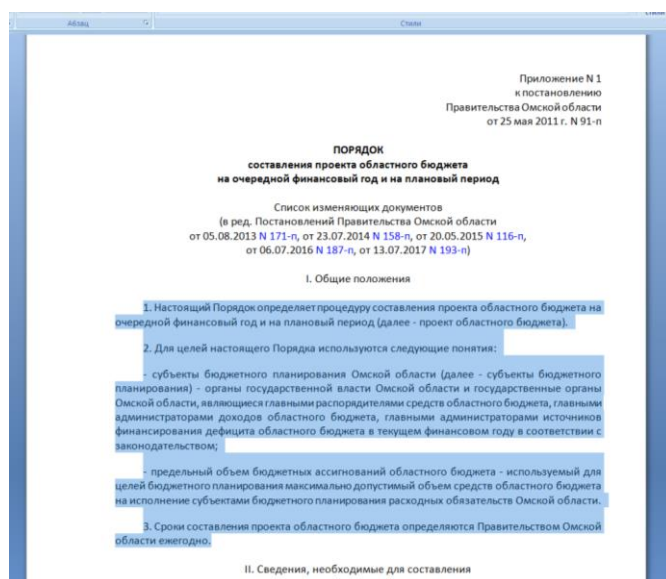 Абзац
Стили
Приложение N 1
к постановлению
Правительства Омской области
от 25 мая 2011 г. N 91-п
ПОРЯДОК
составления проекта областного бюджета
на очередной финансовый год и на плановый период
Список изменяющих документов
(в ред. Постановлений Правительства Омской области
от 05.08.2013 N 171-п, от 23.07.2014 N 158-п, от 20.05.2015 N 116-п,
от 06.07.2016 N 187-п, от 13.07.2017 N 193-п)
I. Общие положения
1. Настоящий Порядок определяет процедуру составления проекта областного бюджета на
очередной финансовый год и на плановый период (далее - проект областного бюджета).
2. Для целей настоящего Порядка используются следующие понятия:
- субъекты бюджетного планирования Омской области (далее - субъекты бюджетного
планирования) - органы государственной власти Омской области и государственные органы
Омской области, являющиеся главными распорядителями средств областного бюджета, главными
администраторами доходов областного бюджета, главными администраторами источников
финансирования дефицита областного бюджета в текущем финансовом году в соответствии с
законодательством;
- предельный объем бюджетных ассигнований областного бюджета - используемый для
целей бюджетного планирования максимально допустимый объем средств областного бюджета
на исполнение субъектами бюджетного планирования расходных обязательств Омской области.
3. Сроки составления проекта областного бюджета определяются Правительством Омской
области ежегодно.
II. Сведения, необходимые для составления